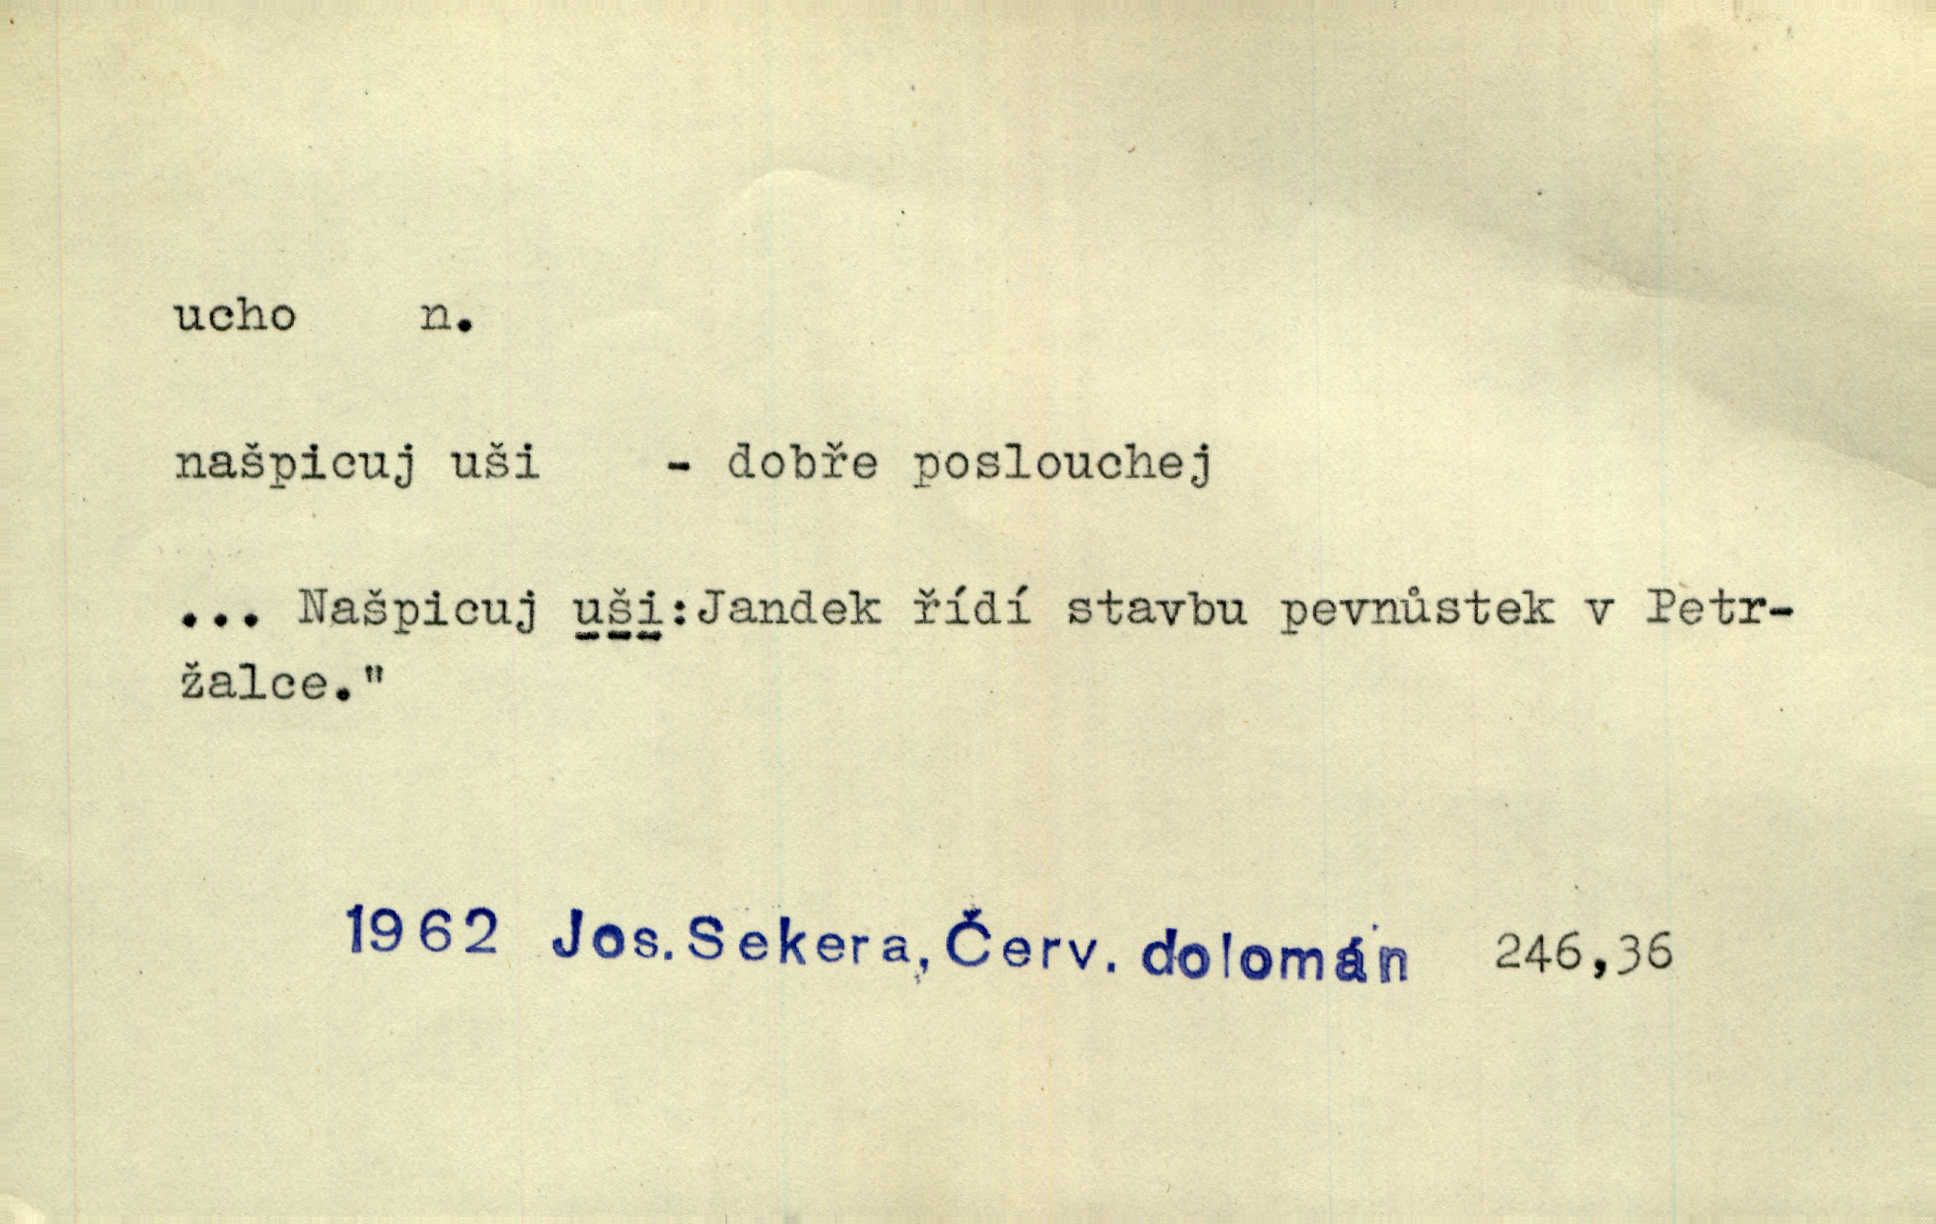 ucho n.
našpicuj uši - dobře poslouchej
... Našpicuj uši:Jandek řídí stavbu pevnůstek v Petr-
žalce."
1962 Jos. Sekera, Červ. dolomán 246,36